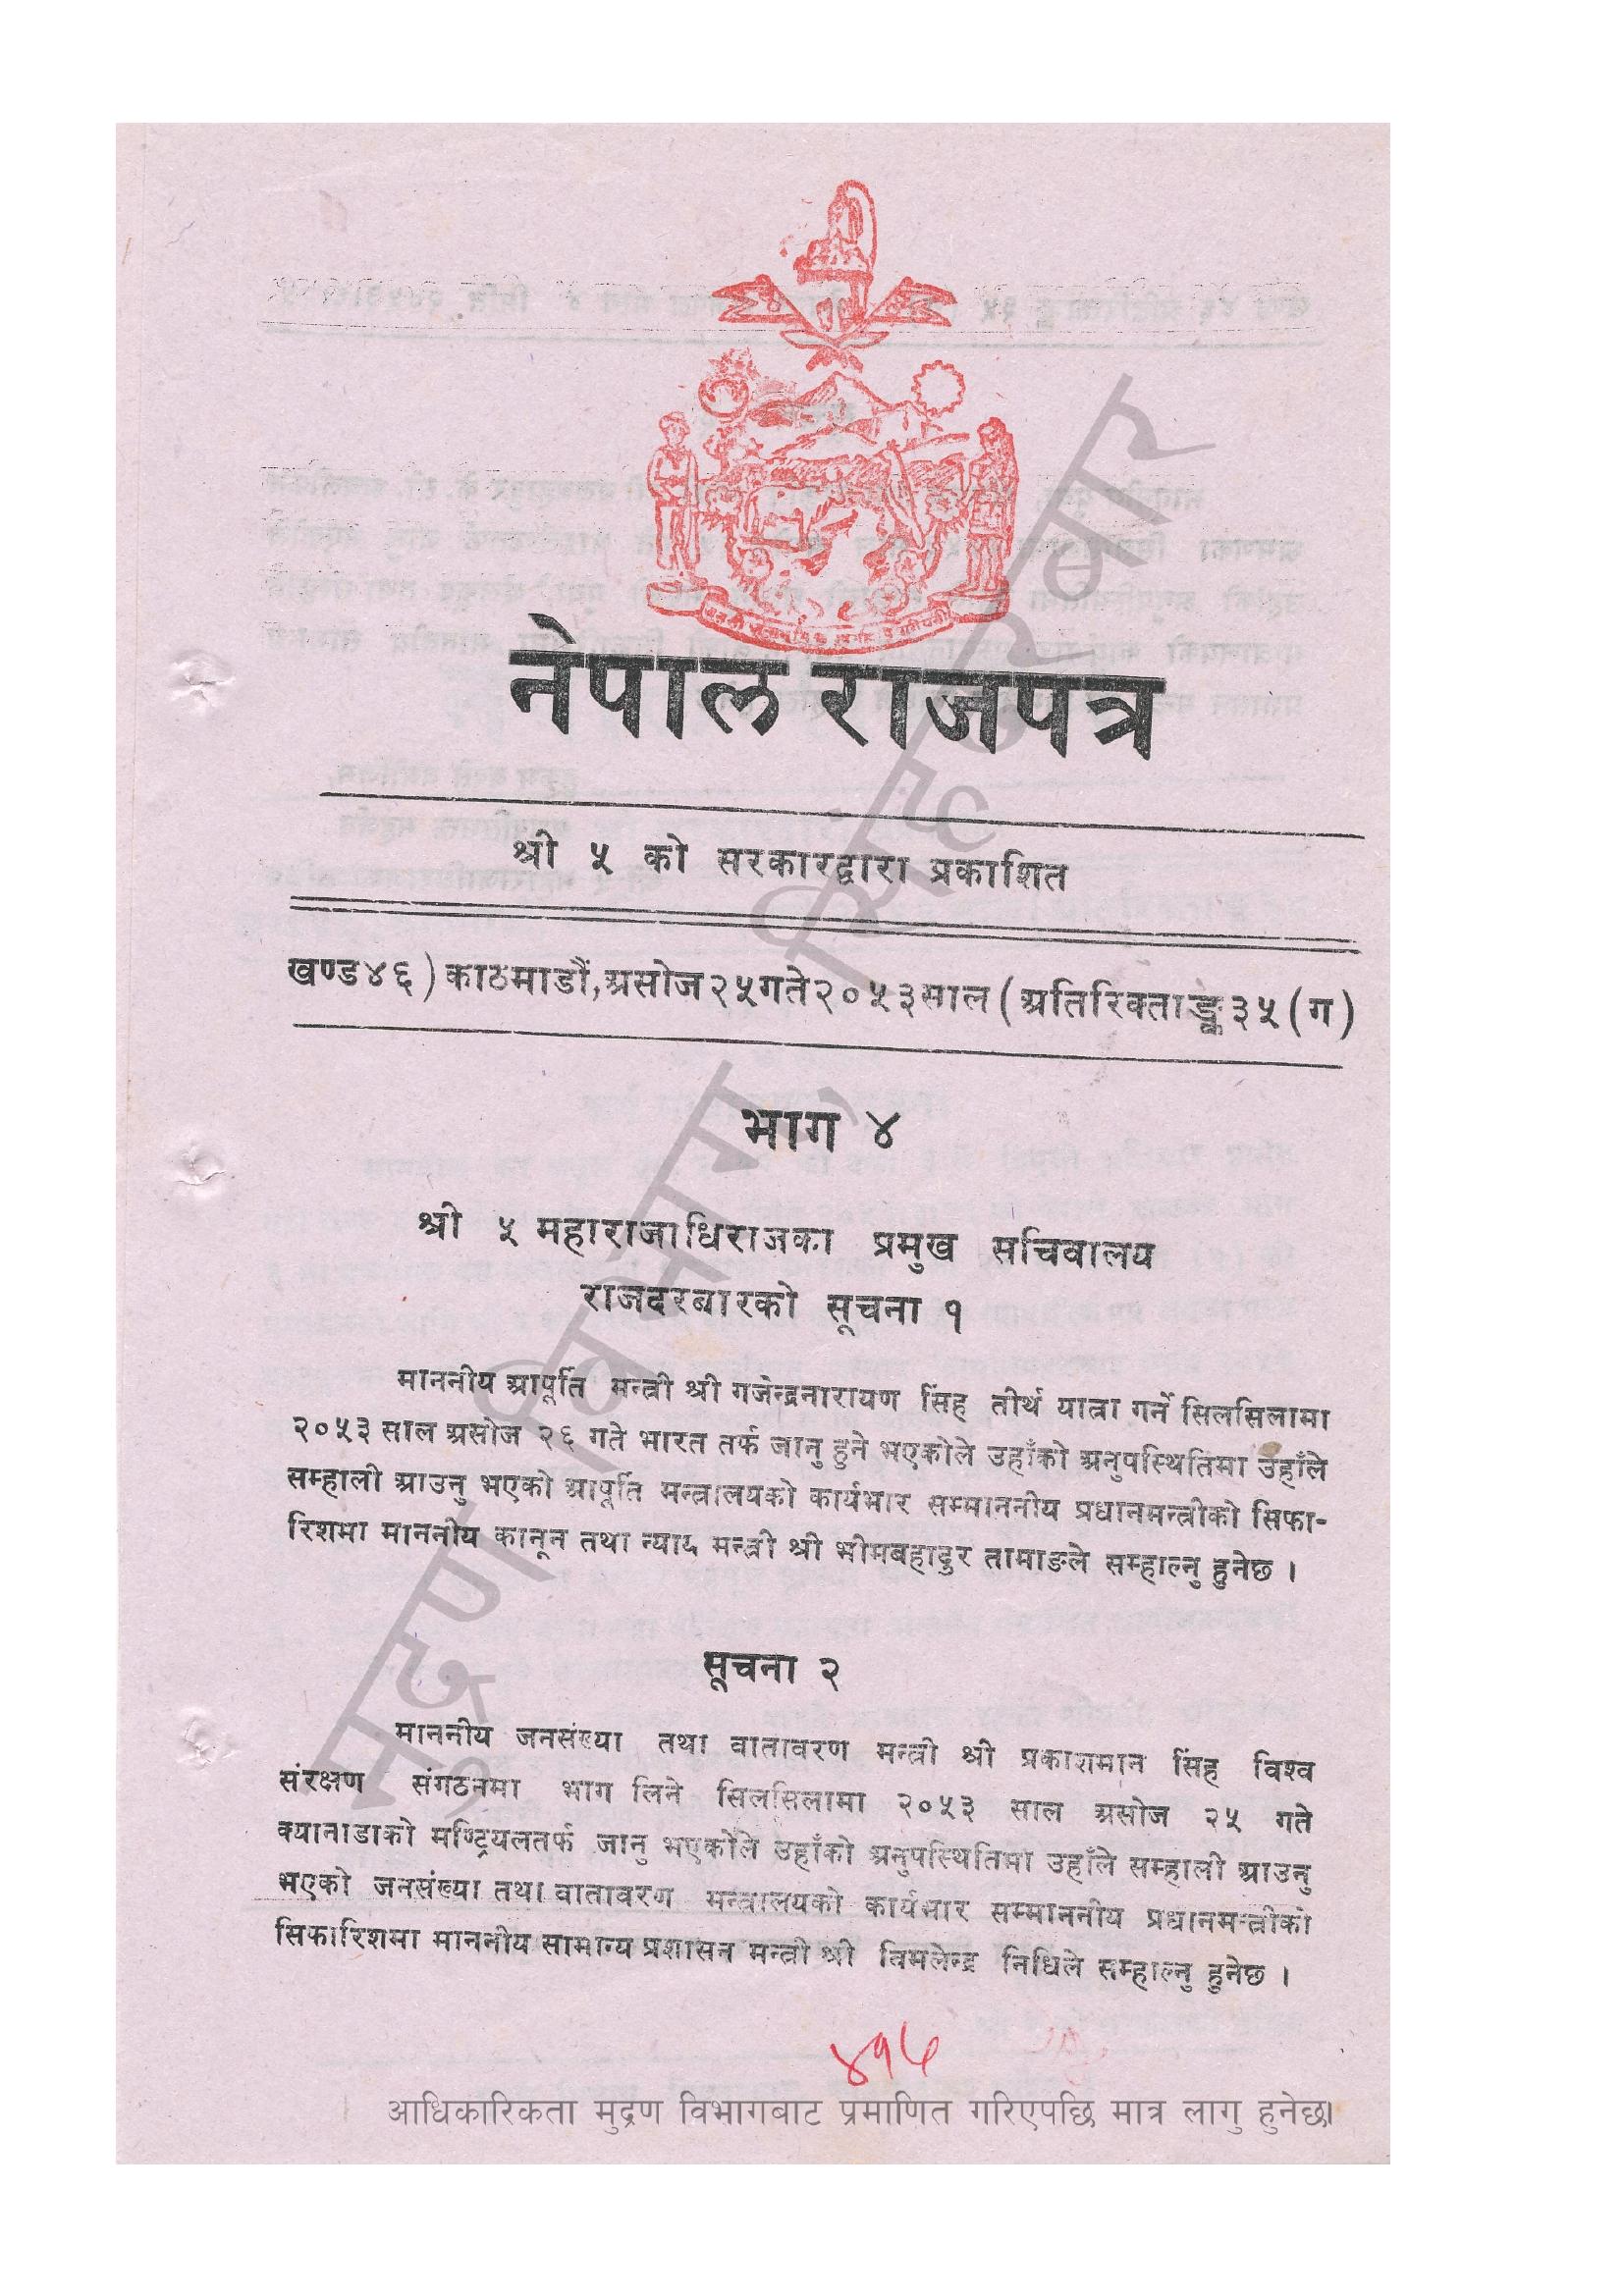 नेपाल राजपत्र
श्री ५ को सरकारद्वारा प्रकाशित
खण्ड ४६) काठमाडौं, असोज २५ गते २०५३ साल (अतिरिक्ताङ्क ३५ (ग)
भाग ४
श्री ५ महाराजाधिराजका प्रमुख सचिवालय
राजदरबारको सूचना १
माननीय आपूर्ति मन्त्री श्री गजेन्द्रनारायण सिंह तीर्थ यात्रा गर्ने सिलसिलामा
२०५३ साल असोज २६ गते भारत तर्फ जानु हुने भएकोले उहाँको अनुपस्थितिमा उहाँले
सम्हाली आउनु भएको आपूर्ति मन्त्रालयको कार्यभार सम्माननीय प्रधानमन्त्रीको सिफा-
रिशमा माननीय कानून तथा न्याय मन्त्री श्री भीमबहादुर तामाङले सम्हाल्नु हुनेछ ।
सूचना २
माननीय जनसंख्या तथा वातावरण मन्त्री श्री प्रकाशमान सिंह विश्व
संरक्षण संगठनमा भाग लिने सिलसिलामा २०५३ साल असोज २५ गते
क्यानाडाको मण्ट्रियलतर्फ जानु भएकोले उहाँको अनुपस्थितिमा उहाँले सम्हाली आउनु
भएको जनसंख्या तथा वातावरण मन्त्रालयको कार्यभार सम्माननीय प्रधानमन्त्रीको
सिफारिशमा माननीय सामान्य प्रशासन मन्त्री श्री विमलेन्द्र निधिले सम्हाल्नु हुनेछ ।
मुद्रण विभाग, सिंहदरबार
आधिकारिकता मुद्रण विभागबाट प्रमाणित गरिएपछि मात्र लागु हुनेछ।